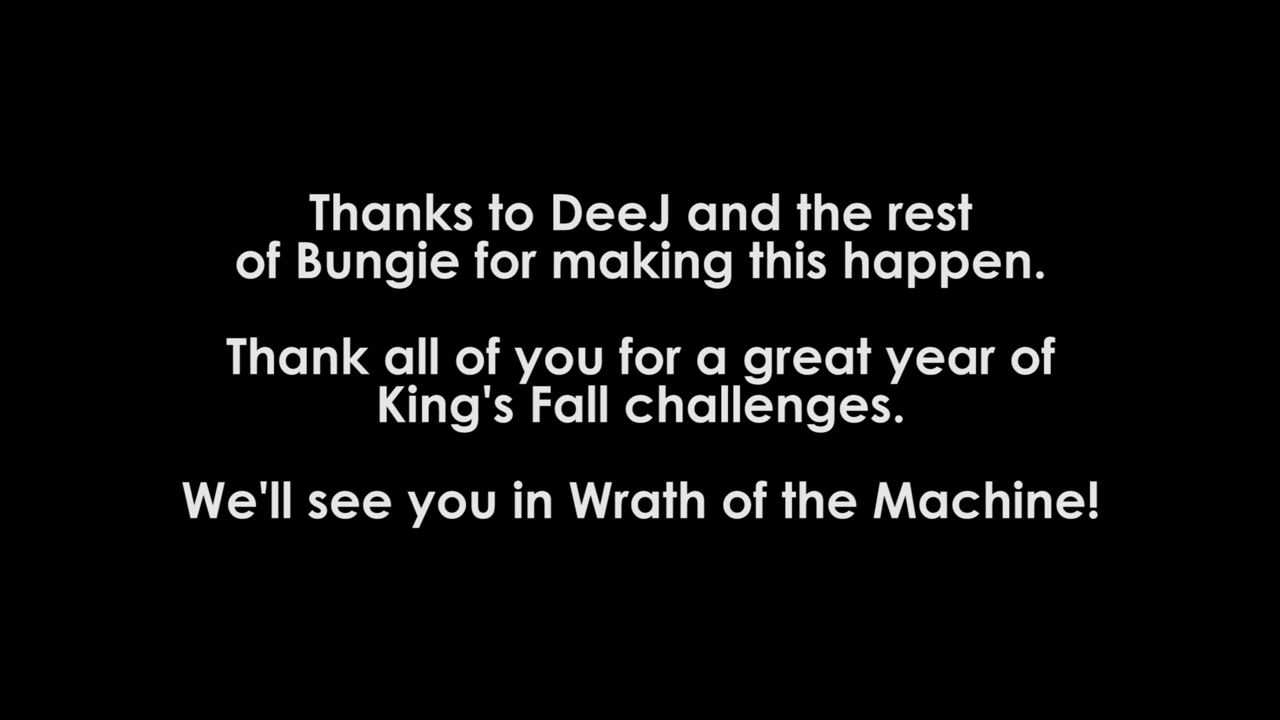 Thanks to DeeJ and the rest
of Bungie for making this happen.
Thank all of you for a great year of
King's Fall challenges.
We'll see you in Wrath of the Machine!